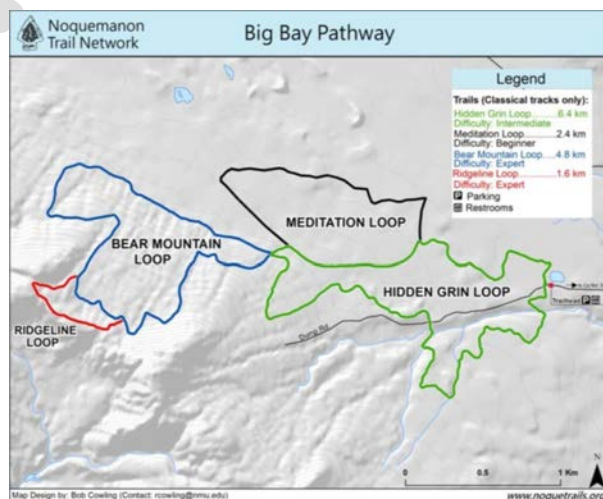 Noquemanon
Trail Network
Big Bay Pathway
Legend
Trails (Classical tracks only):
Hidden Grin Loop......6.4 km
Difficulty: Intermediate
Meditation Loop........2.4 km
Difficulty: Beginner
Bear Mountain Loop...4.8 km
Difficulty: Expert
Ridgeline Loop..........1.6 km
Difficulty: Expert
P Parking
Restrooms
MEDITATION LOOP
BEAR MOUNTAIN
LOOP
HIDDEN GRIN LOOP
Trailhead P
RIDGELINE
LOOP
Dump Rd
N
0 0.5 1 Km
Map Design by: Bob Cowling (Contact: rcowling@nmu.edu)
www.noquetrails.org